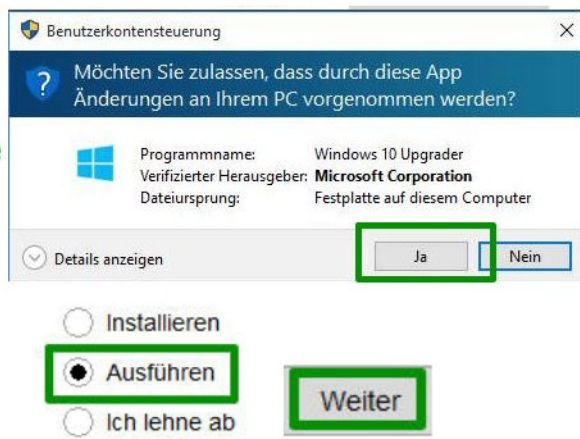 Benutzerkontensteuerung
Möchten Sie zulassen, dass durch diese App
Änderungen an Ihrem PC vorgenommen werden?
Programmname: Windows 10 Upgrader
Verifizierter Herausgeber: Microsoft Corporation
Dateiursprung: Festplatte auf diesem Computer
Details anzeigen
Ja
Nein
Installieren
Ausführen
Ich lehne ab
Weiter